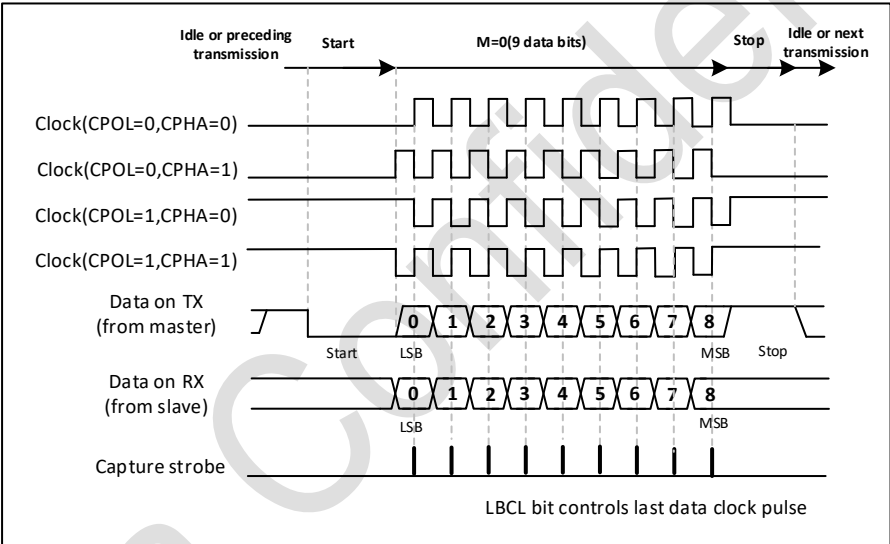 Idle or preceding
transmission
Start
M=0(9 data bits)
Stop
Idle or next
transmission
Clock(CPOL=0,CPHA=0)
Clock(CPOL=0,CPHA=1)
Clock(CPOL=1,CPHA=0)
Clock(CPOL=1,CPHA=1)
Data on TX
(from master)
0 1 2 3 4 5 6 7 8
Start
LSB
MSB
Stop
Data on RX
(from slave)
0 1 2 3 4 5 6 7 8
LSB
MSB
Capture strobe
LBCL bit controls last data clock pulse